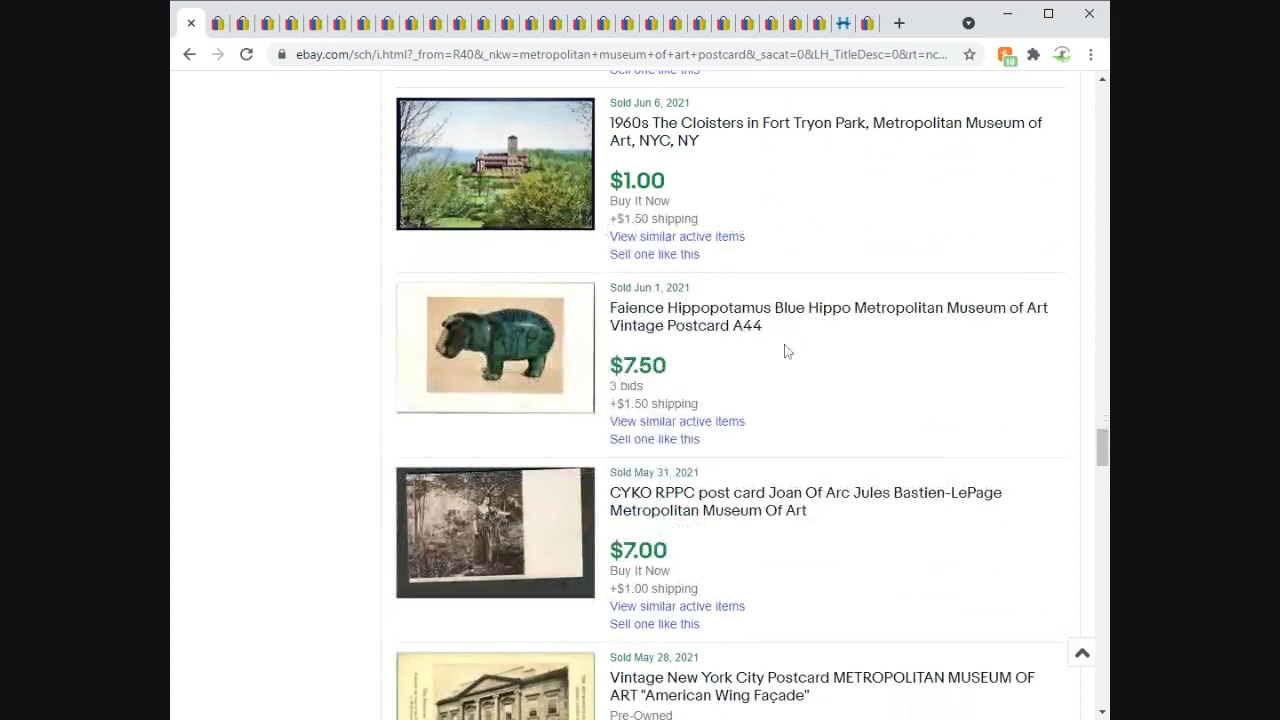 ebay.com/sch/i.html?_from=R40&_nkw=metropolitan+museum+of+art+postcard&_sacat=0&LH_TitleDesc=0&rt=nc...
10
Sell one like this
Sold Jun 6, 2021
1960s The Cloisters in Fort Tryon Park, Metropolitan Museum of
Art, NYC, NY
$1.00
Buy It Now
+$1.50 shipping
View similar active items
Sell one like this
Sold Jun 1, 2021
Faience Hippopotamus Blue Hippo Metropolitan Museum of Art
Vintage Postcard A44
$7.50
3 bids
+$1.50 shipping
View similar active items
Sell one like this
Sold May 31, 2021
CYKO RPPC post card Joan Of Arc Jules Bastien-LePage
Metropolitan Museum Of Art
$7.00
Buy It Now
+$1.00 shipping
View similar active items
Sell one like this
Sold May 28, 2021
Vintage New York City Postcard METROPOLITAN MUSEUM OF
ART "American Wing Façade"
Pre-Owned